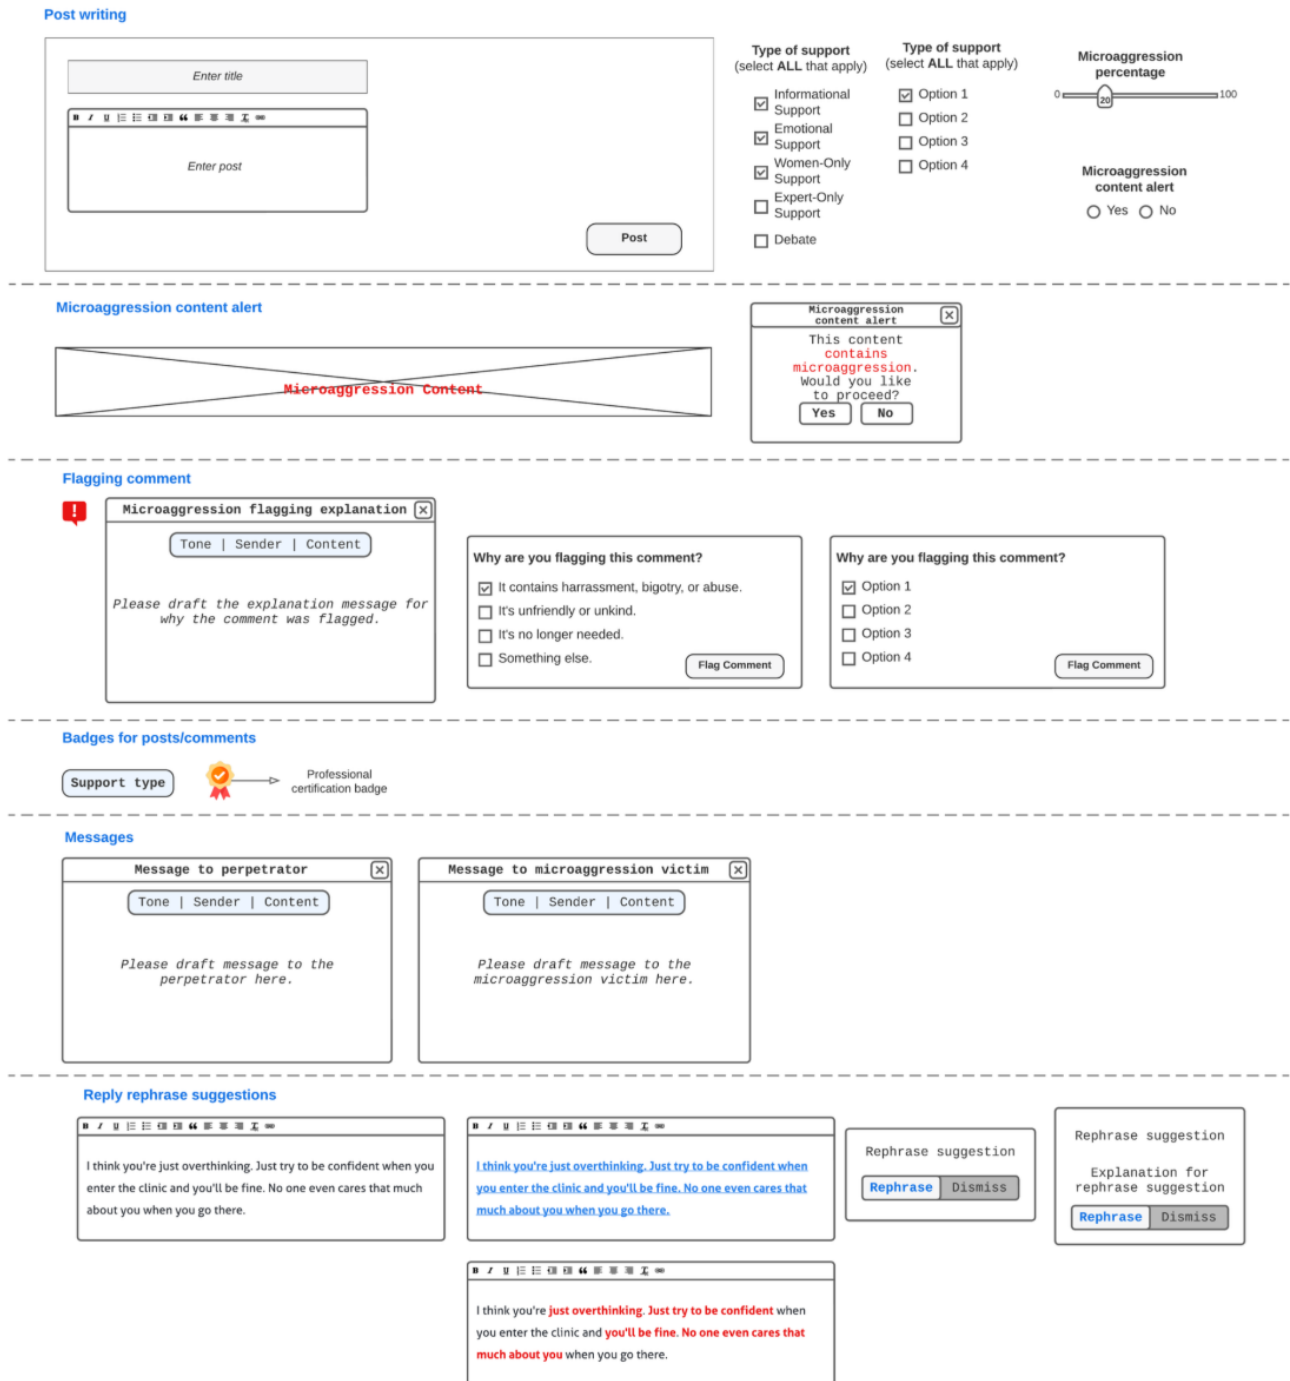 Post writing
Enter title
B I U
Enter post
Post
Type of support
(select ALL that apply)
Informational
Support
Emotional
Support
Women-Only
Support
Expert-Only
Support
Debate
Type of support
(select ALL that apply)
Option 1
Option 2
Option 3
Option 4
Microaggression
percentage
0 20 100
Microaggression
content alert
Yes No
Microaggression content alert
Microaggression Content
Microaggression
content alert
This content
contains
microaggression.
Would you like
to proceed?
Yes No
Flagging comment
!
Microaggression flagging explanation
Tone | Sender | Content
Please draft the explanation message for
why the comment was flagged.
Why are you flagging this comment?
It contains harrassment, bigotry, or abuse.
It's unfriendly or unkind.
It's no longer needed.
Something else.
Flag Comment
Why are you flagging this comment?
Option 1
Option 2
Option 3
Option 4
Flag Comment
Badges for posts/comments
Support type
Professional
certification badge
Messages
Message to perpetrator
Tone | Sender | Content
Please draft message to the
perpetrator here.
Message to microaggression victim
Tone | Sender | Content
Please draft message to the
microaggression victim here.
Reply rephrase suggestions
B I U
I think you're just overthinking. Just try to be confident when you
enter the clinic and you'll be fine. No one even cares that much
about you when you go there.
B I U
I think you're just overthinking. Just try to be confident when
you enter the clinic and you'll be fine. No one even cares that
much about you when you go there.
Rephrase suggestion
Rephrase Dismiss
Rephrase suggestion
Explanation for
rephrase suggestion
Rephrase Dismiss
B I U
I think you're just overthinking. Just try to be confident when
you enter the clinic and you'll be fine. No one even cares that
much about you when you go there.